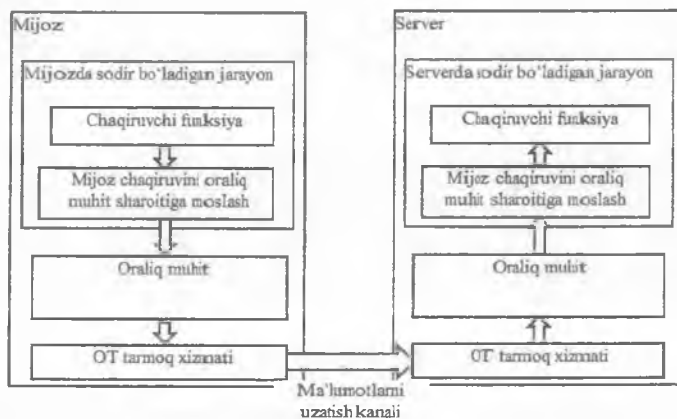 Mijoz
Mijozda sodir bo‘ladigan jarayon
Chaqiruvchi funksiya
Mijoz chaqiruvini oraliq
muhit sharoitiga moslash
Oraliq muhit
OT tarmoq xizmati
Server
Serverda sodir bo‘ladigan jarayon
Chaqiruvchi funksiya
Mijoz chaqiruvini oraliq
muhit sharoitiga moslash
Oraliq muhit
OT tarmoq xizmati
Ma'lumotlarni
uzatish kanali